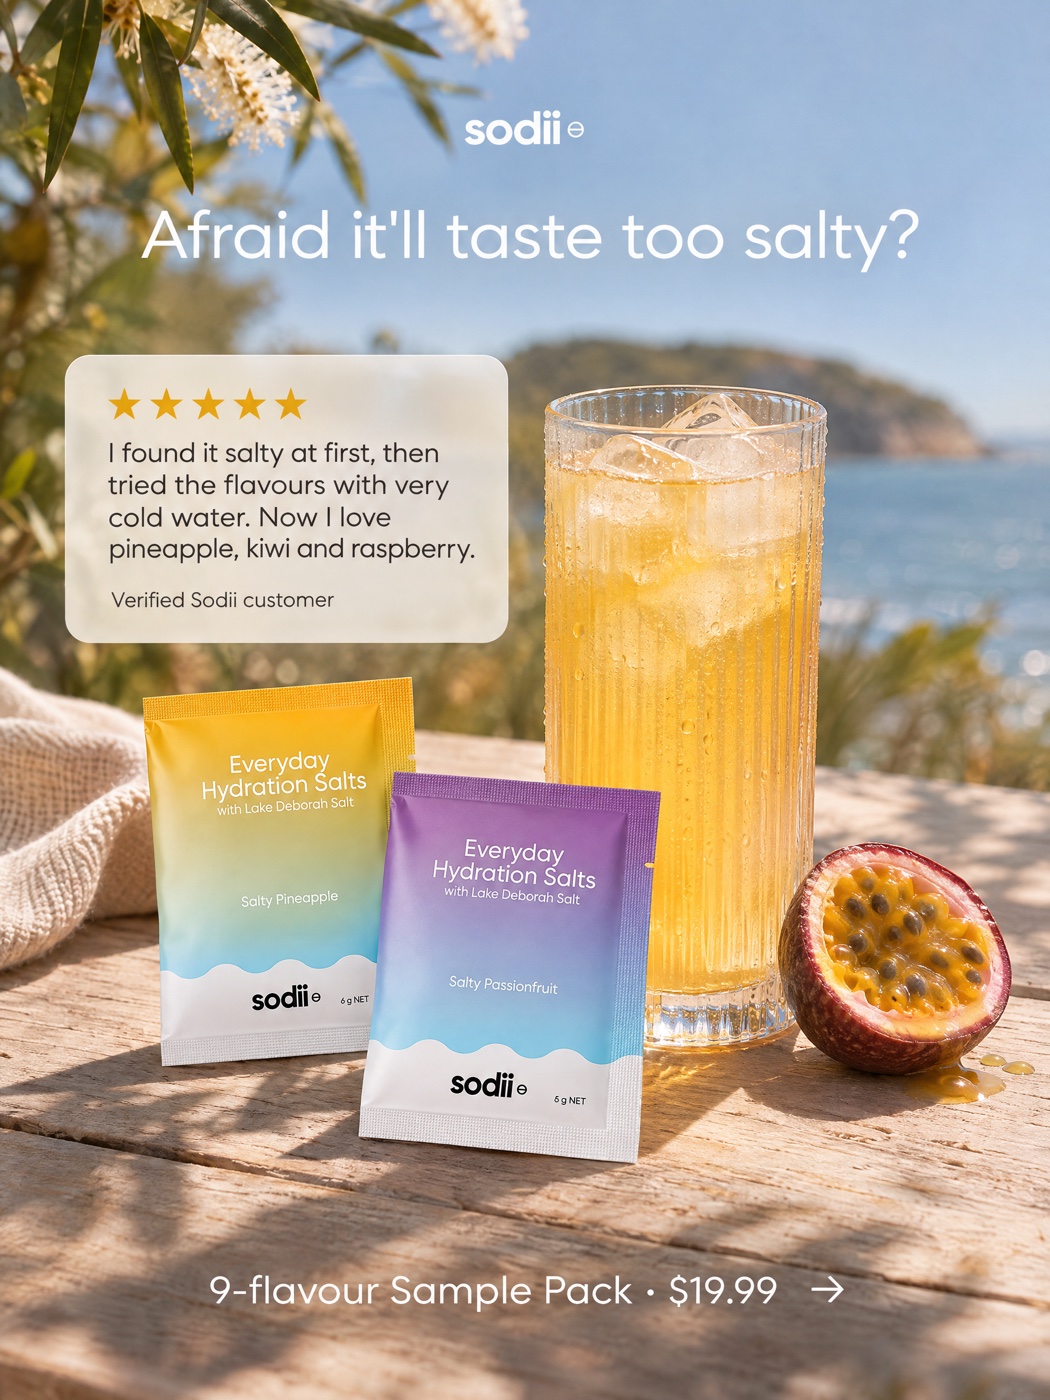 sodii
Afraid it'll taste too salty?
★★★★★
I found it salty at first, then
tried the flavours with very
cold water. Now I love
pineapple, kiwi and raspberry.
Verified Sodii customer
Everyday
Hydration Salts
with Lake Deborah Salt
Salty Pineapple
sodii
6 g NET
Everyday
Hydration Salts
with Lake Deborah Salt
Salty Passionfruit
sodii
6 g NET
9-flavour Sample Pack · $19.99 →